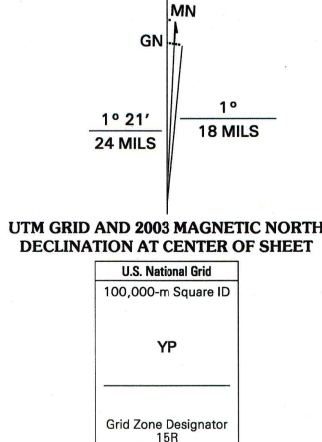 MN
GN
1° 21′
24 MILS
1°
18 MILS
UTM GRID AND 2003 MAGNETIC NORTH
DECLINATION AT CENTER OF SHEET
U.S. National Grid
100,000-m Square ID
YP
Grid Zone Designator
15R